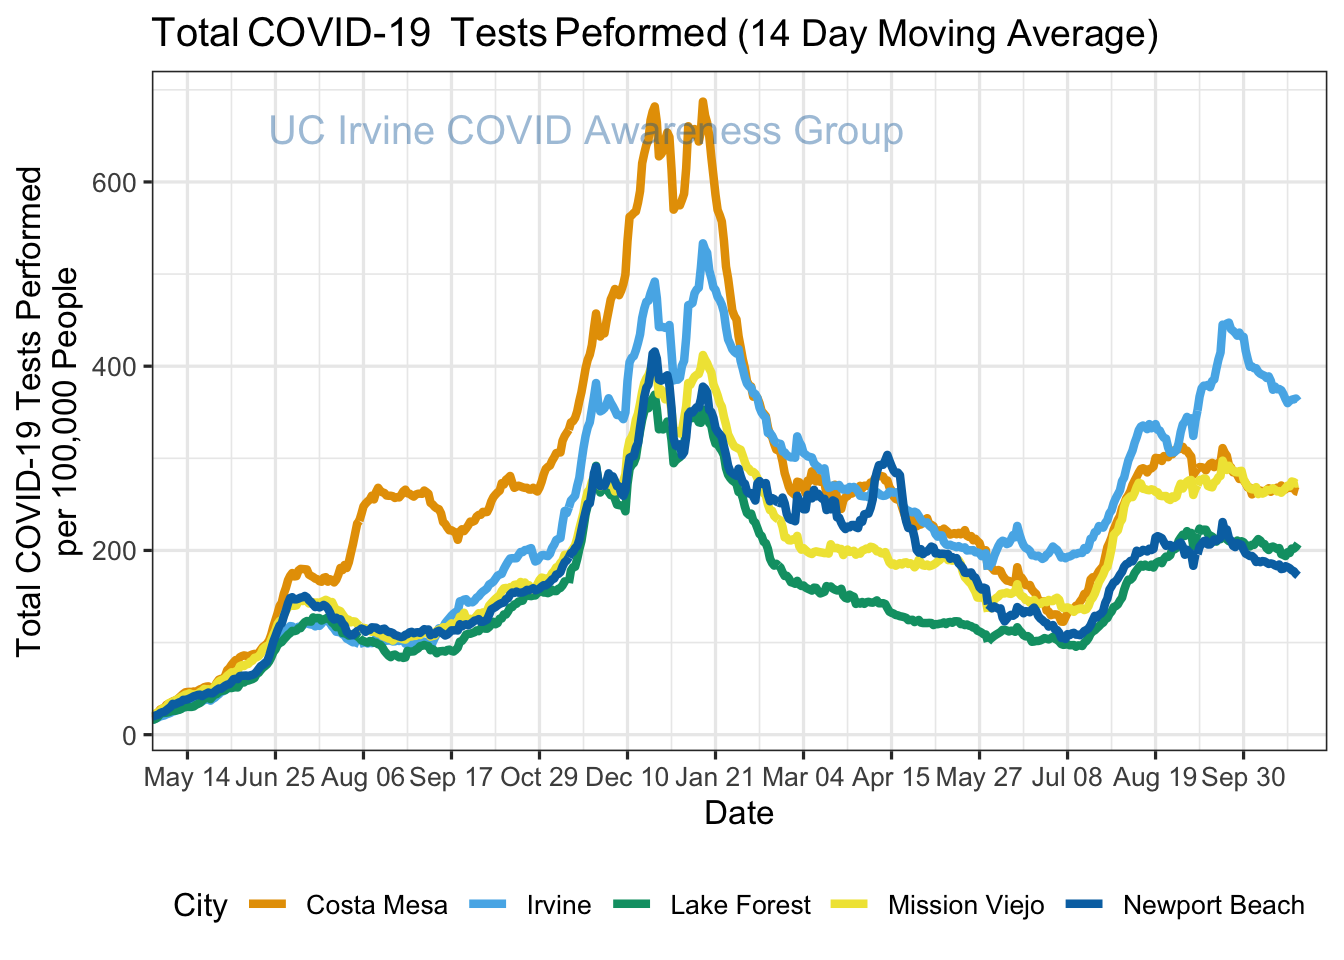 Total COVID-19 Tests Peformed (14 Day Moving Average)
UC Irvine COVID Awareness Group
Total COVID-19 Tests Performed
per 100,000 People
600
400
200
0
May 14 Jun 25 Aug 06 Sep 17 Oct 29 Dec 10 Jan 21 Mar 04 Apr 15 May 27 Jul 08 Aug 19 Sep 30
Date
City Costa Mesa Irvine Lake Forest Mission Viejo Newport Beach